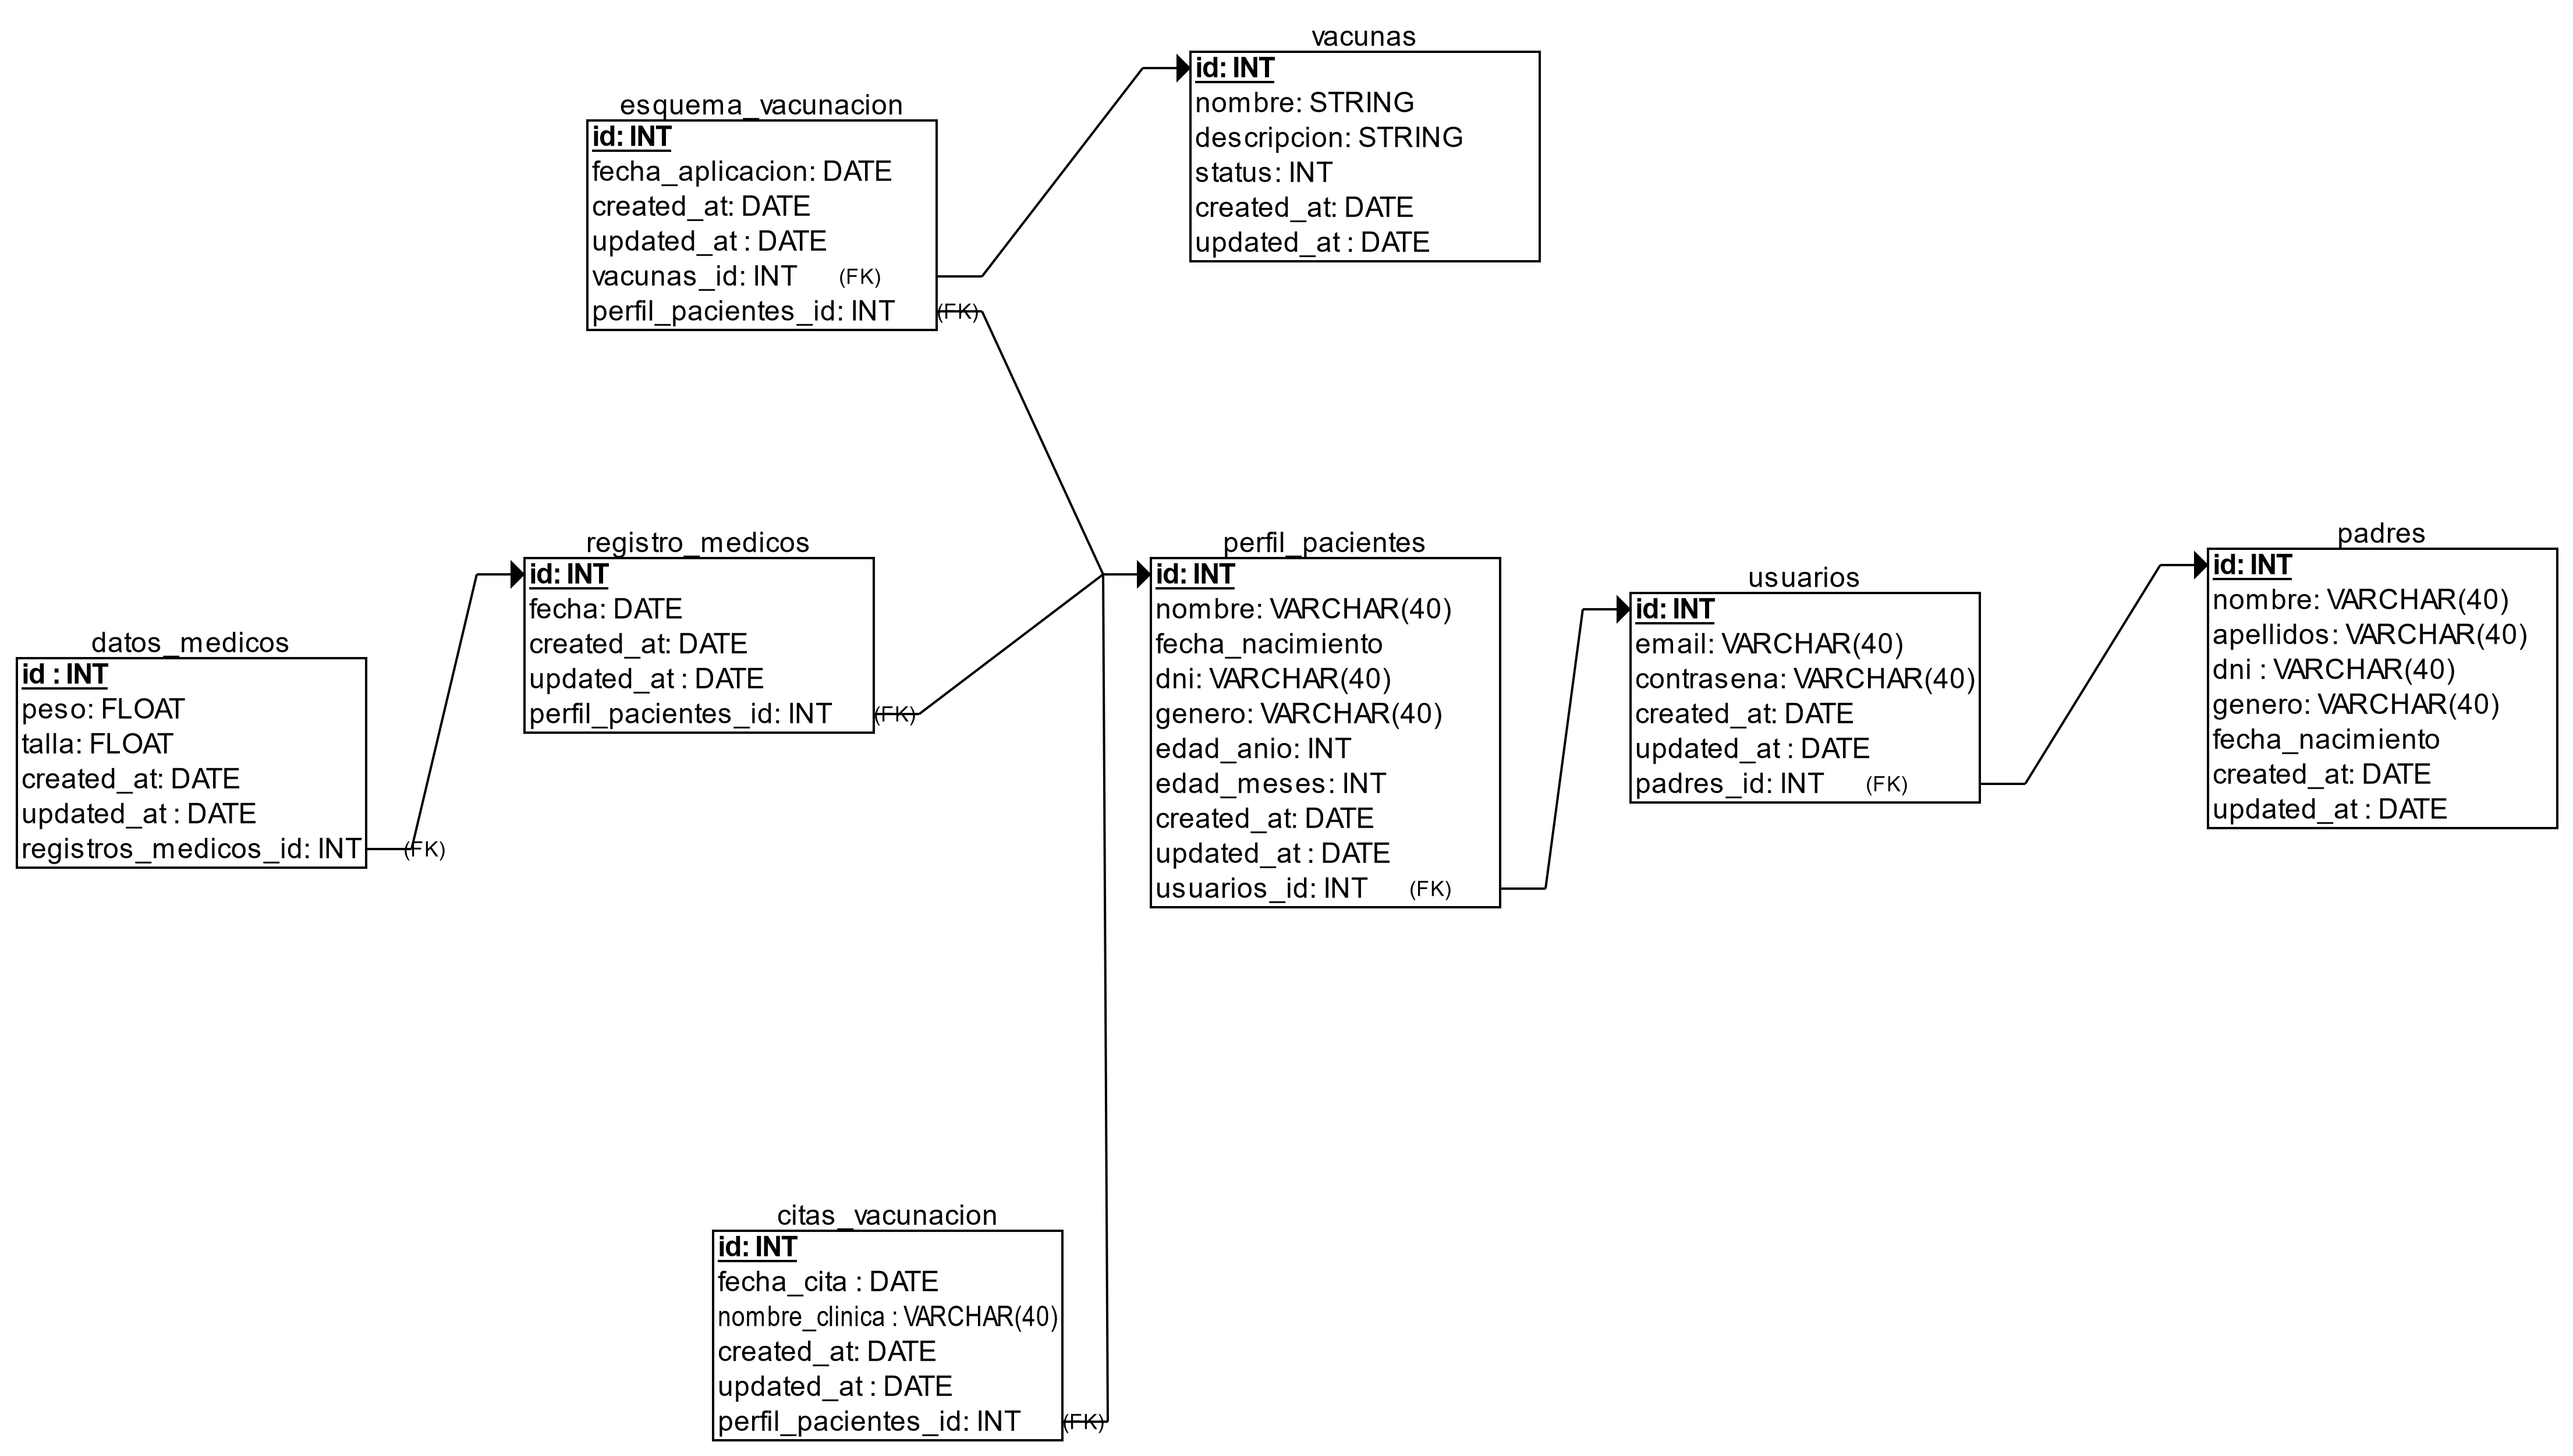 vacunas
id: INT
nombre: STRING
descripcion: STRING
status: INT
created_at: DATE
updated_at : DATE
esquema_vacunacion
id: INT
fecha_aplicacion: DATE
created_at: DATE
updated_at : DATE
vacunas_id: INT (FK)
perfil_pacientes_id: INT (FK)
datos_medicos
id : INT
peso: FLOAT
talla: FLOAT
created_at: DATE
updated_at : DATE
registros_medicos_id: INT (FK)
registro_medicos
id: INT
fecha: DATE
created_at: DATE
updated_at : DATE
perfil_pacientes_id: INT (FK)
perfil_pacientes
id: INT
nombre: VARCHAR(40)
fecha_nacimiento
dni: VARCHAR(40)
genero: VARCHAR(40)
edad_anio: INT
edad_meses: INT
created_at: DATE
updated_at : DATE
usuarios_id: INT (FK)
usuarios
id: INT
email: VARCHAR(40)
contrasena: VARCHAR(40)
created_at: DATE
updated_at : DATE
padres_id: INT (FK)
padres
id: INT
nombre: VARCHAR(40)
apellidos: VARCHAR(40)
dni : VARCHAR(40)
genero: VARCHAR(40)
fecha_nacimiento
created_at: DATE
updated_at : DATE
citas_vacunacion
id: INT
fecha_cita : DATE
nombre_clinica : VARCHAR(40)
created_at: DATE
updated_at : DATE
perfil_pacientes_id: INT (FK)